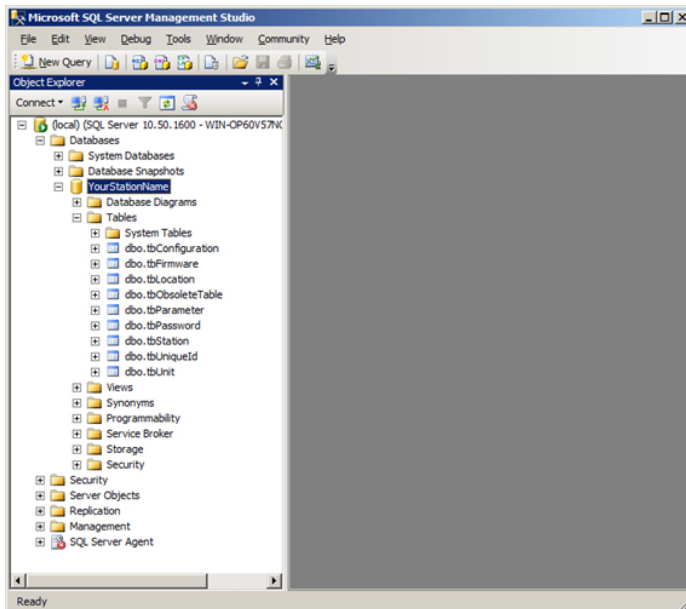 Microsoft SQL Server Management Studio
File Edit View Debug Tools Window Community Help
New Query
Object Explorer
Connect
(local) (SQL Server 10.50.1600 - WIN-OP60V57N
Databases
System Databases
Database Snapshots
YourStationName
Database Diagrams
Tables
System Tables
dbo.tbConfiguration
dbo.tbFirmware
dbo.tbLocation
dbo.tbObsoleteTable
dbo.tbParameter
dbo.tbPassword
dbo.tbStation
dbo.tbUniqueId
dbo.tbUnit
Views
Synonyms
Programmability
Service Broker
Storage
Security
Security
Server Objects
Replication
Management
SQL Server Agent
Ready